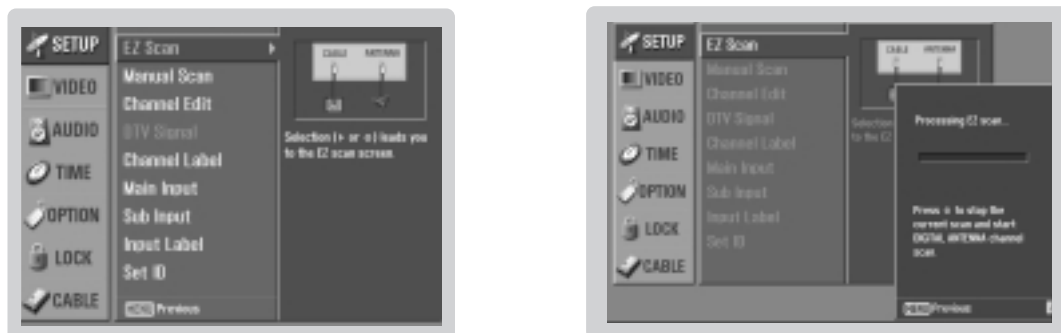 SETUP
VIDEO
AUDIO
TIME
OPTION
LOCK
CABLE
EZ Scan
Manual Scan
Channel Edit
DTV Signal
Channel Label
Main Input
Sub Input
Input Label
Set ID
MENU Previous
CABLE ANTENNA
Selection (
or
) leads you
to the EZ scan screen.
SETUP
VIDEO
AUDIO
TIME
OPTION
LOCK
CABLE
EZ Scan
Manual Scan
Channel Edit
DTV Signal
Channel Label
Main Input
Sub Input
Input Label
Set ID
CABLE ANTENNA
Selection
to the EZ
Processing EZ scan...
Press
to stop the
current scan and start
DIGITAL ANTENNA channel
scan.
MENU Previous